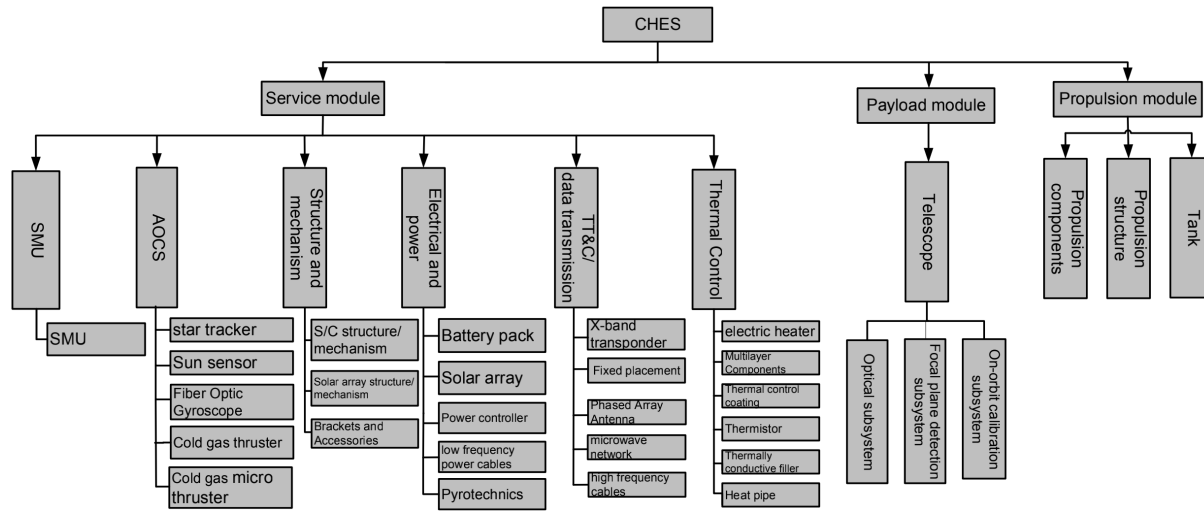 CHES
Service module
Payload module
Propulsion module
SMU
AOCS
Structure and
mechanism
Electrical and
power
TT&C/
data transmission
Thermal Control
Telescope
Propulsion
components
Propulsion
structure
Tank
SMU
star tracker
Sun sensor
Fiber Optic
Gyroscope
Cold gas thruster
Cold gas micro
thruster
S/C structure/
mechanism
Solar array structure/
mechanism
Brackets and
Accessories
Battery pack
Solar array
Power controller
low frequency
power cables
Pyrotechnics
X-band
transponder
Fixed placement
Phased Array
Antenna
microwave
network
high frequency
cables
electric heater
Multilayer
Components
Thermal control
coating
Thermistor
Thermally
conductive filler
Heat pipe
Optical subsystem
Focal plane detection
subsystem
On-orbit calibration
subsystem